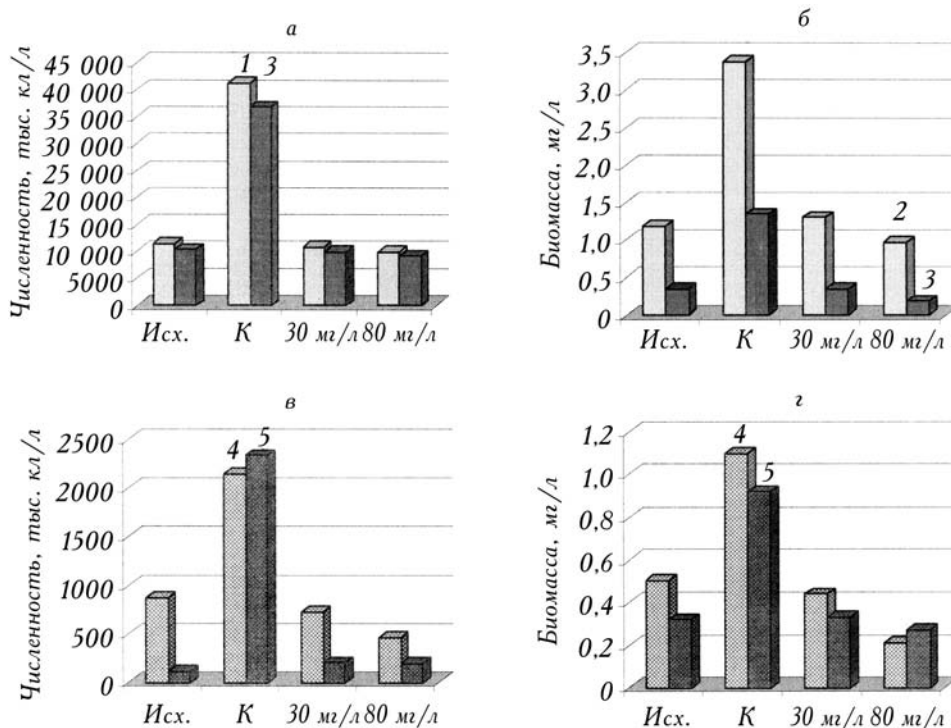 а
Численность, тыс. кл/л
45 000
40 000
35 000
30 000
25 000
20 000
15 000
10 000
5000
0
1
3
Исх.
К
30 мг/л
80 мг/л
б
Биомасса, мг/л
3,5
3,0
2,5
2,0
1,5
1,0
0,5
0
2
3
Исх.
К
30 мг/л
80 мг/л
в
Численность, тыс. кл/л
2500
2000
1500
1000
500
0
4
5
Исх.
К
30 мг/л
80 мг/л
г
Биомасса, мг/л
1,2
1,0
0,8
0,6
0,4
0,2
0
4
5
Исх.
К
30 мг/л
80 мг/л